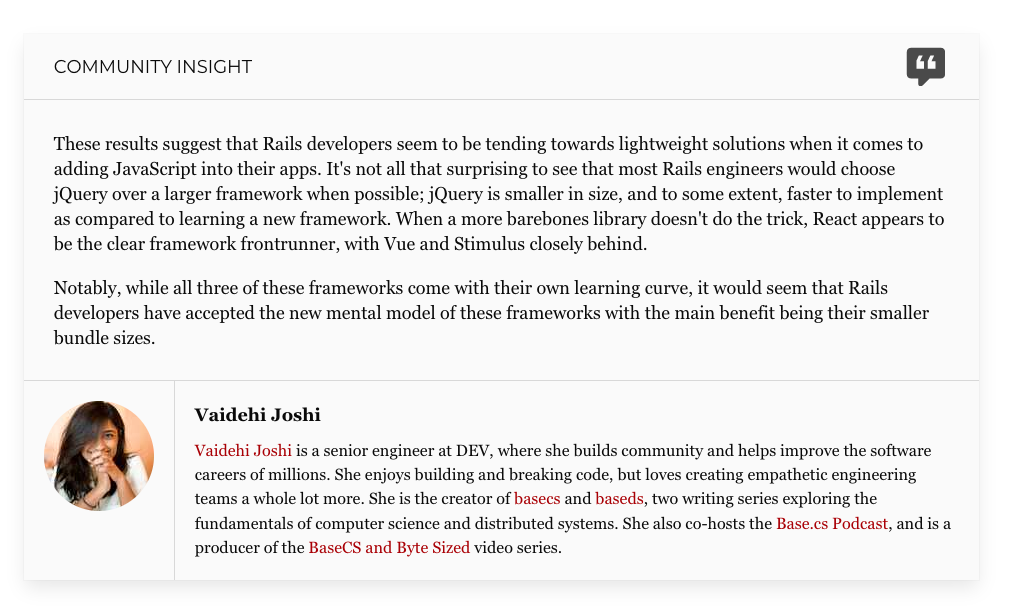 COMMUNITY INSIGHT
These results suggest that Rails developers seem to be tending towards lightweight solutions when it comes to
adding JavaScript into their apps. It's not all that surprising to see that most Rails engineers would choose
jQuery over a larger framework when possible; jQuery is smaller in size, and to some extent, faster to implement
as compared to learning a new framework. When a more barebones library doesn't do the trick, React appears to
be the clear framework frontrunner, with Vue and Stimulus closely behind.
Notably, while all three of these frameworks come with their own learning curve, it would seem that Rails
developers have accepted the new mental model of these frameworks with the main benefit being their smaller
bundle sizes.
Vaidehi Joshi
Vaidehi Joshi is a senior engineer at DEV, where she builds community and helps improve the software
careers of millions. She enjoys building and breaking code, but loves creating empathetic engineering
teams a whole lot more. She is the creator of basecs and baseds, two writing series exploring the
fundamentals of computer science and distributed systems. She also co-hosts the Base.cs Podcast, and is a
producer of the BaseCS and Byte Sized video series.